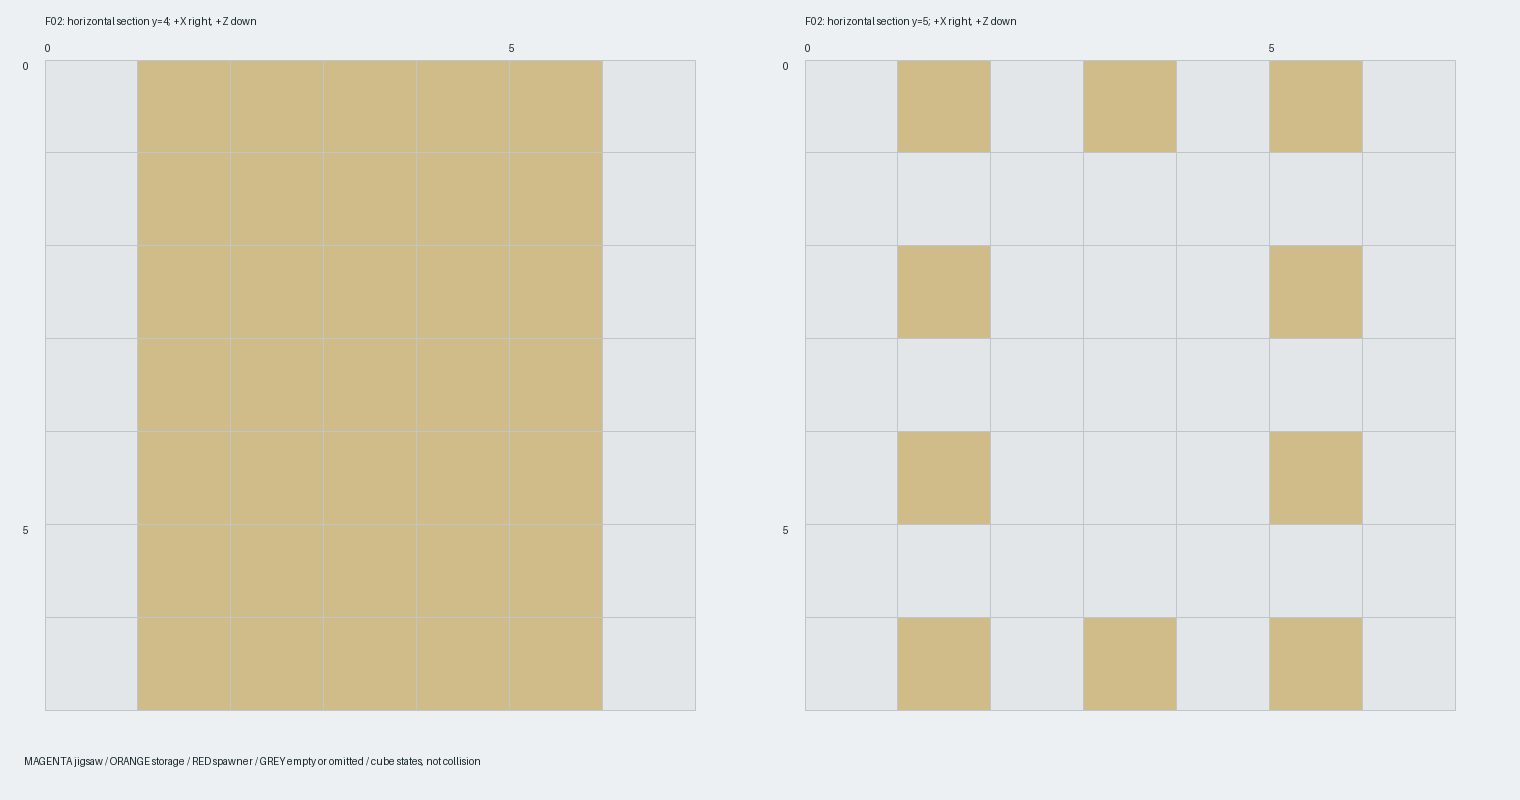 F02: horizontal section y=4; +X right, +Z down
0 5
0
5
F02: horizontal section y=5; +X right, +Z down
0 5
0
5
MAGENTA jigsaw / ORANGE storage / RED spawner / GREY empty or omitted / cube states, not collision